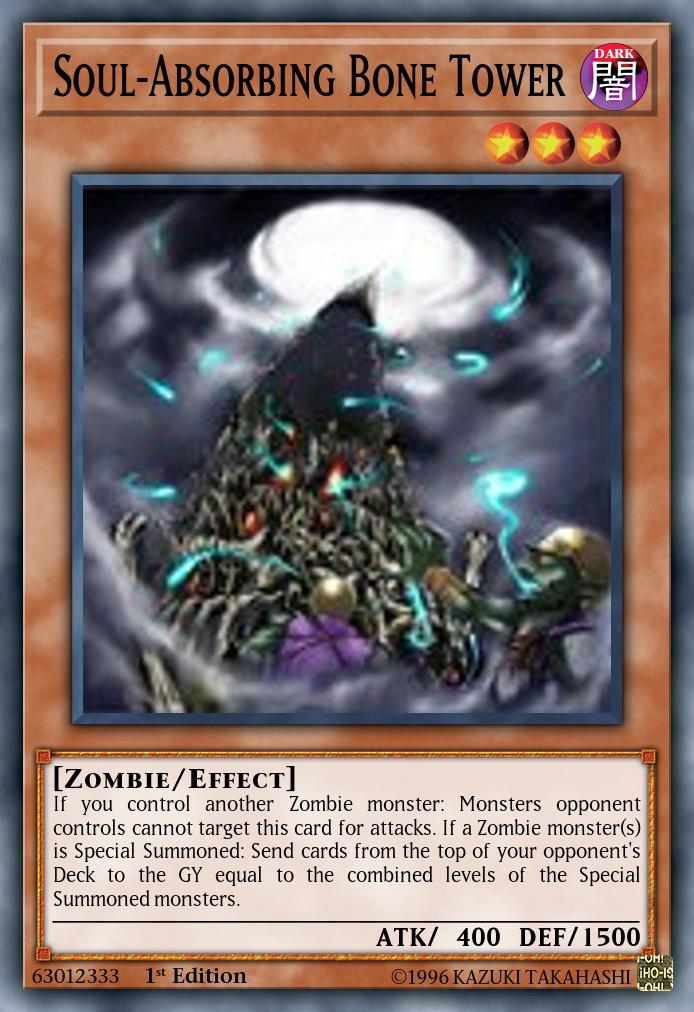 Soul-Absorbing Bone Tower
DARK
闇
[Zombie/Effect]
If you control another Zombie monster: Monsters opponent
controls cannot target this card for attacks. If a Zombie monster(s)
is Special Summoned: Send cards from the top of your opponent's
Deck to the GY equal to the combined levels of the Special
Summoned monsters.
ATK/ 400 DEF/1500
63012333 1st Edition ©1996 KAZUKI TAKAHASHI